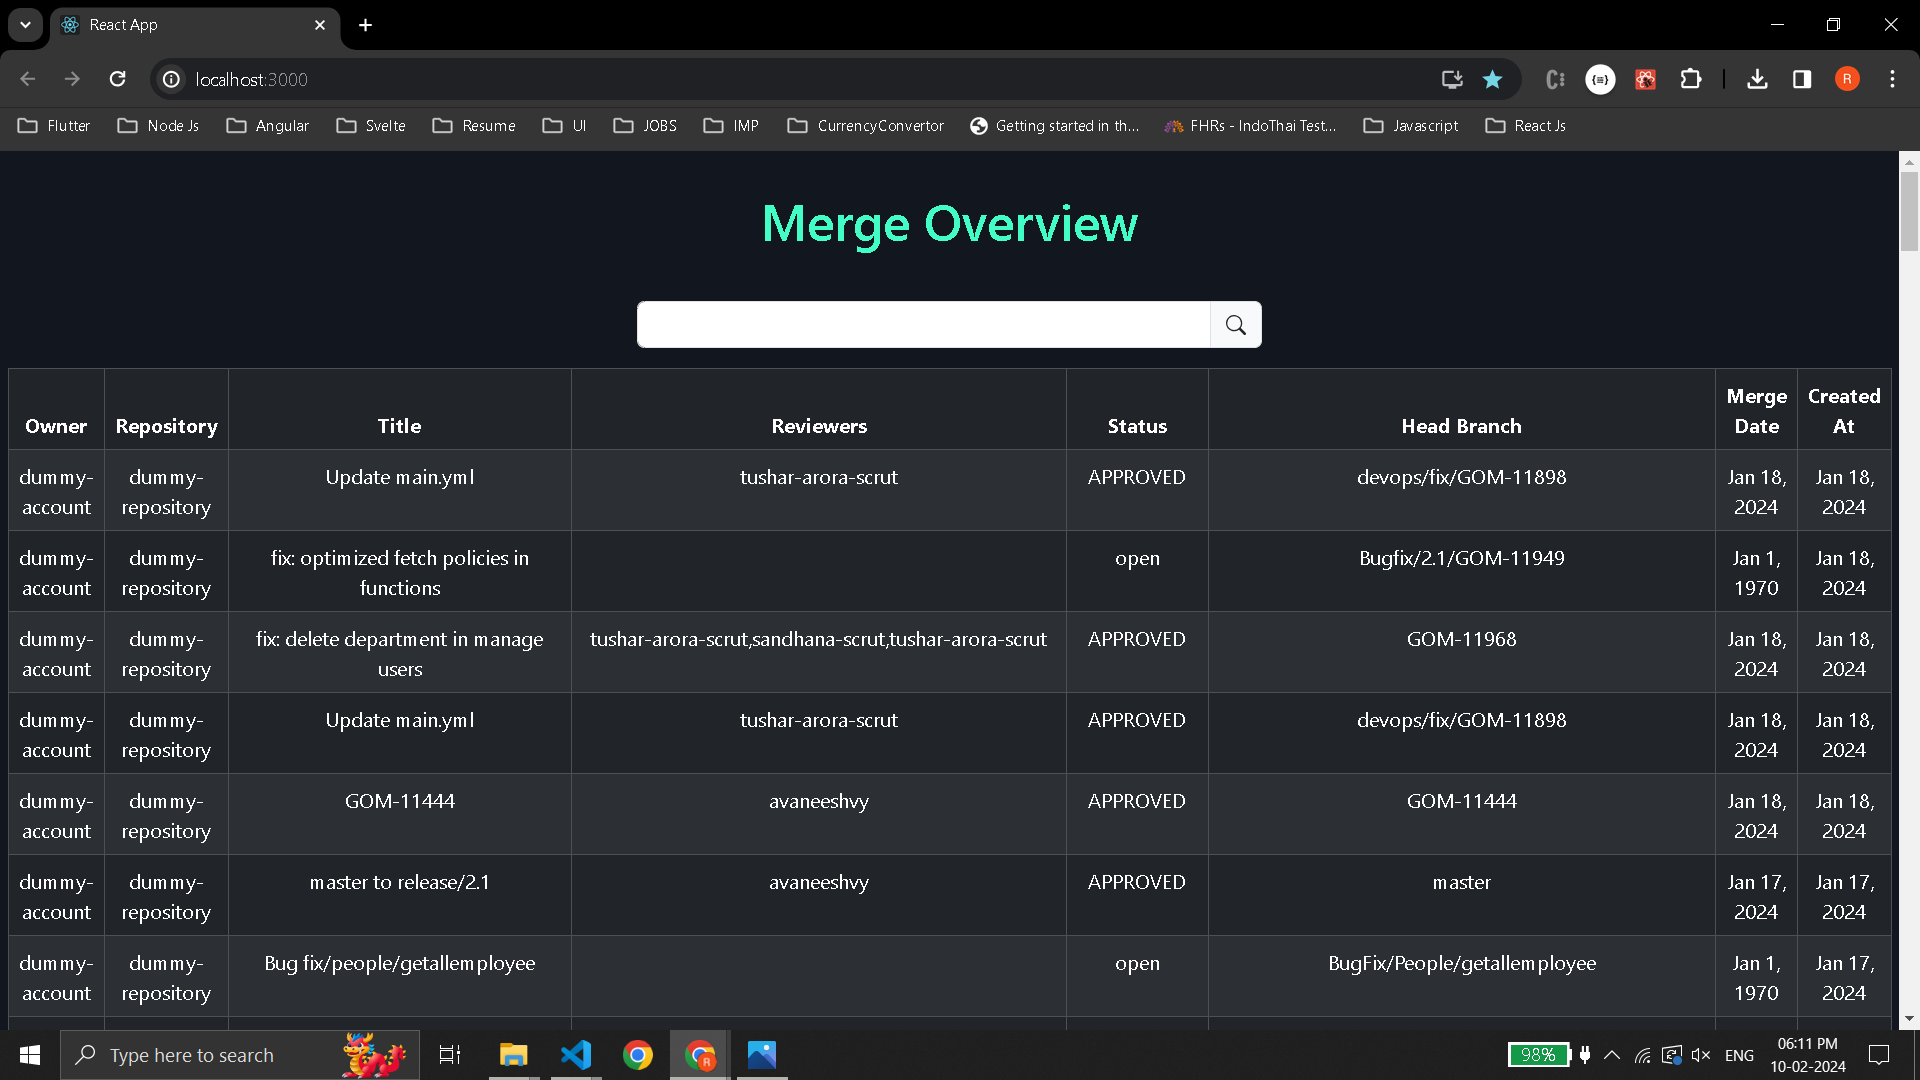 React App
localhost:3000
Flutter Node Js Angular Svelte Resume UI JOBS IMP CurrencyConvertor Getting started in th... FHRs - IndoThai Test... Javascript React Js
Merge Overview
Owner Repository Title Reviewers Status Head Branch Merge Date Created At
dummy-account dummy-repository Update main.yml tushar-arora-scrut APPROVED devops/fix/GOM-11898 Jan 18, 2024 Jan 18, 2024
dummy-account dummy-repository fix: optimized fetch policies in functions open Bugfix/2.1/GOM-11949 Jan 1, 1970 Jan 18, 2024
dummy-account dummy-repository fix: delete department in manage users tushar-arora-scrut,sandhana-scrut,tushar-arora-scrut APPROVED GOM-11968 Jan 18, 2024 Jan 18, 2024
dummy-account dummy-repository Update main.yml tushar-arora-scrut APPROVED devops/fix/GOM-11898 Jan 18, 2024 Jan 18, 2024
dummy-account dummy-repository GOM-11444 avaneeshvy APPROVED GOM-11444 Jan 18, 2024 Jan 18, 2024
dummy-account dummy-repository master to release/2.1 avaneeshvy APPROVED master Jan 17, 2024 Jan 17, 2024
dummy-account dummy-repository Bug fix/people/getallemployee open BugFix/People/getallemployee Jan 1, 1970 Jan 17, 2024
Type here to search
98% ENG 06:11 PM
10-02-2024
R
R